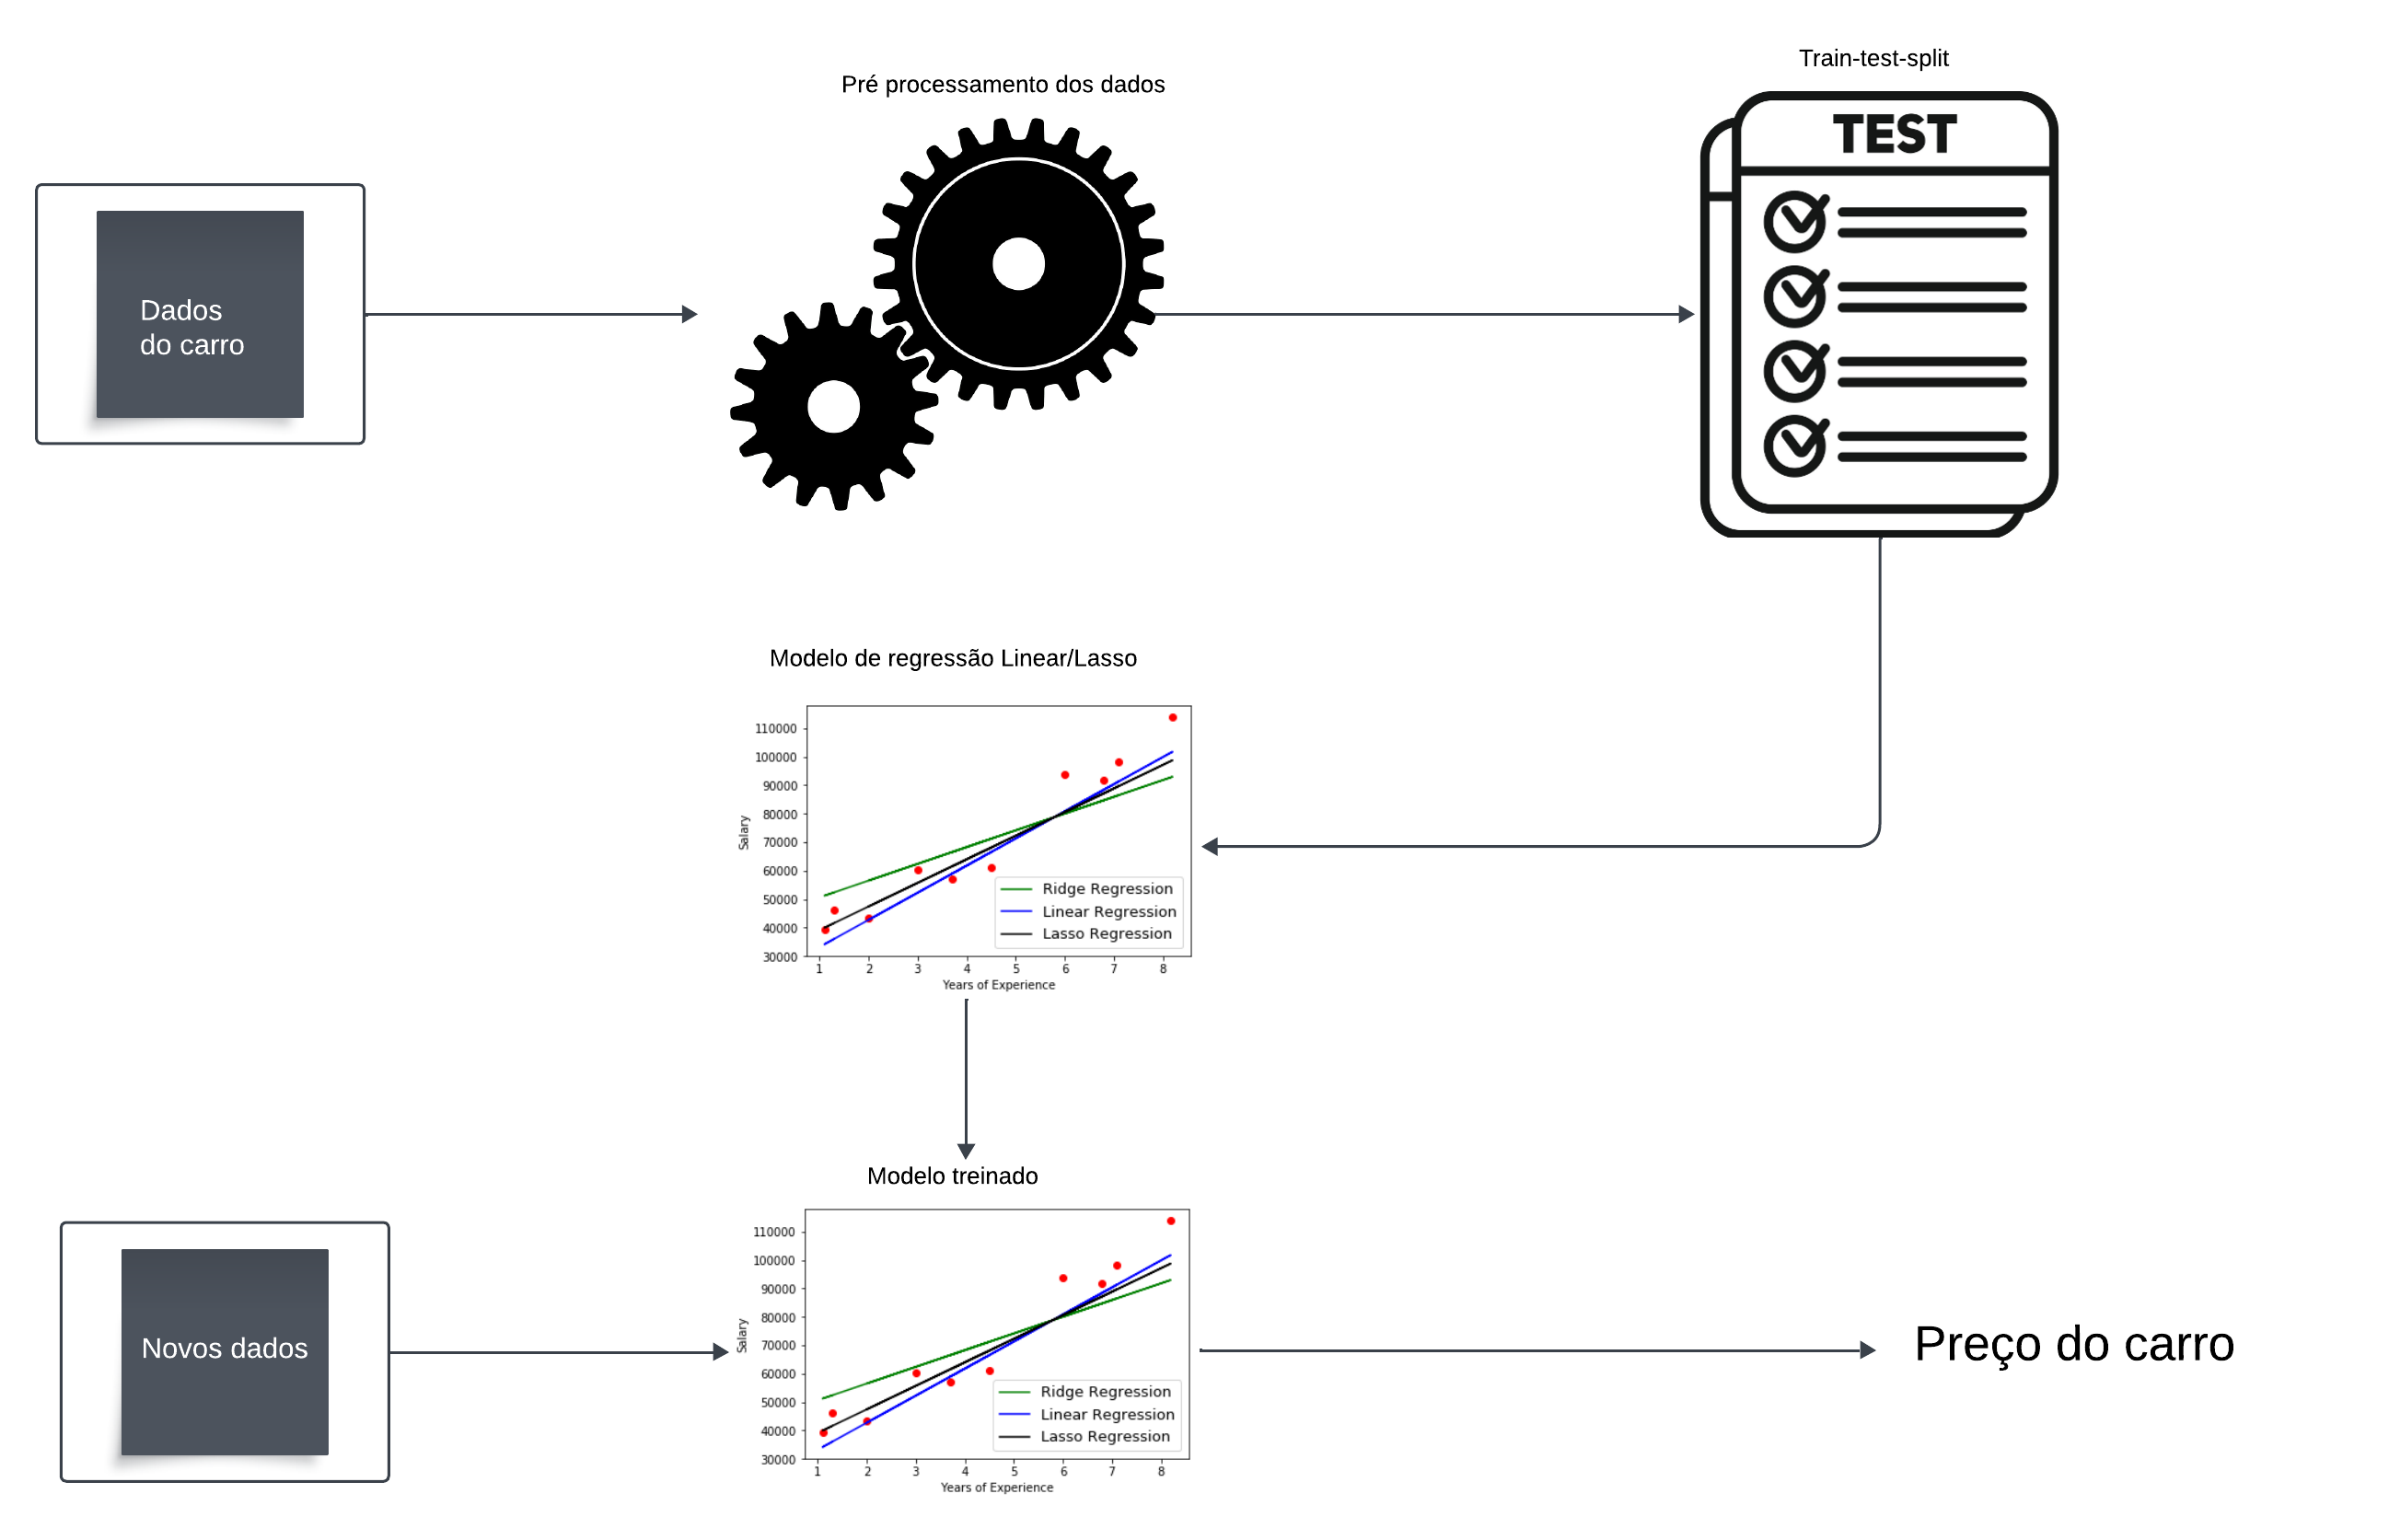 Train-test-split
Pré processamento dos dados
TEST
Dados
do carro
Modelo de regressão Linear/Lasso
110000
100000
90000
80000
70000
60000
50000
40000
30000
Salary
Ridge Regression
Linear Regression
Lasso Regression
1 2 3 4 5 6 7 8
Years of Experience
Modelo treinado
Novos dados
110000
100000
90000
80000
70000
60000
50000
40000
30000
Salary
Ridge Regression
Linear Regression
Lasso Regression
1 2 3 4 5 6 7 8
Years of Experience
Preço do carro